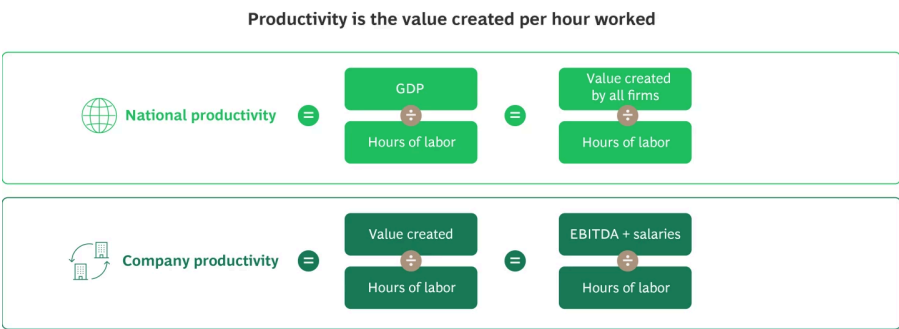 Productivity is the value created per hour worked
National productivity
=
GDP
÷
Hours of labor
=
Value created
by all firms
÷
Hours of labor
Company productivity
=
Value created
÷
Hours of labor
=
EBITDA + salaries
÷
Hours of labor